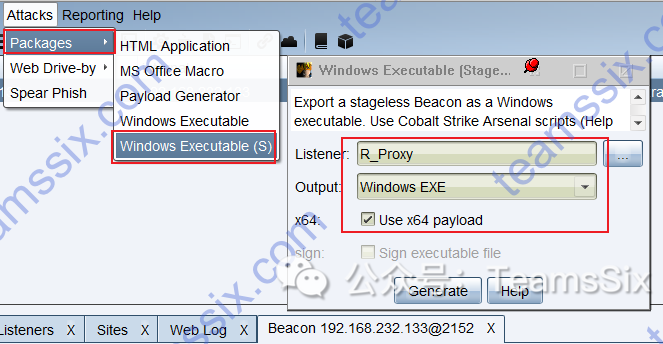 Attacks Reporting Help
Packages
Web Drive-by
Spear Phish
HTML Application
MS Office Macro
Payload Generator
Windows Executable
Windows Executable (S)
Windows Executable (Stage...
Export a stageless Beacon as a Windows
executable. Use Cobalt Strike Arsenal scripts (Help
Listener: R_Proxy ...
Output: Windows EXE
x64: Use x64 payload
sign: Sign executable file
Generate Help
公众号: TeamsSix
Listeners X Sites X Web Log X Beacon 192.168.232.133@2152 X
teamssix.com
teamssix.com
teamssix